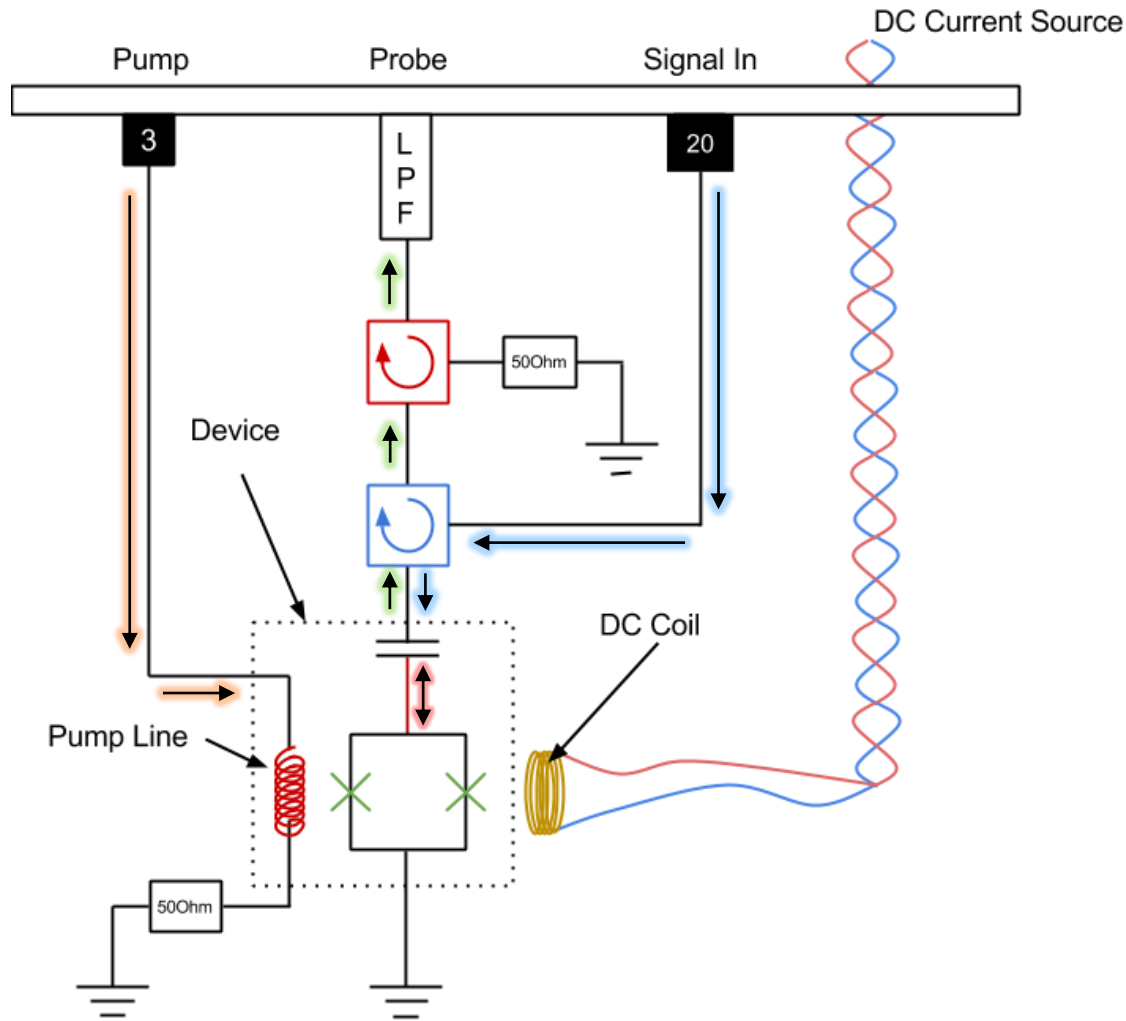 DC Current Source
Pump
Probe
Signal In
3
L
P
F
20
50Ohm
Device
DC Coil
Pump Line
50Ohm